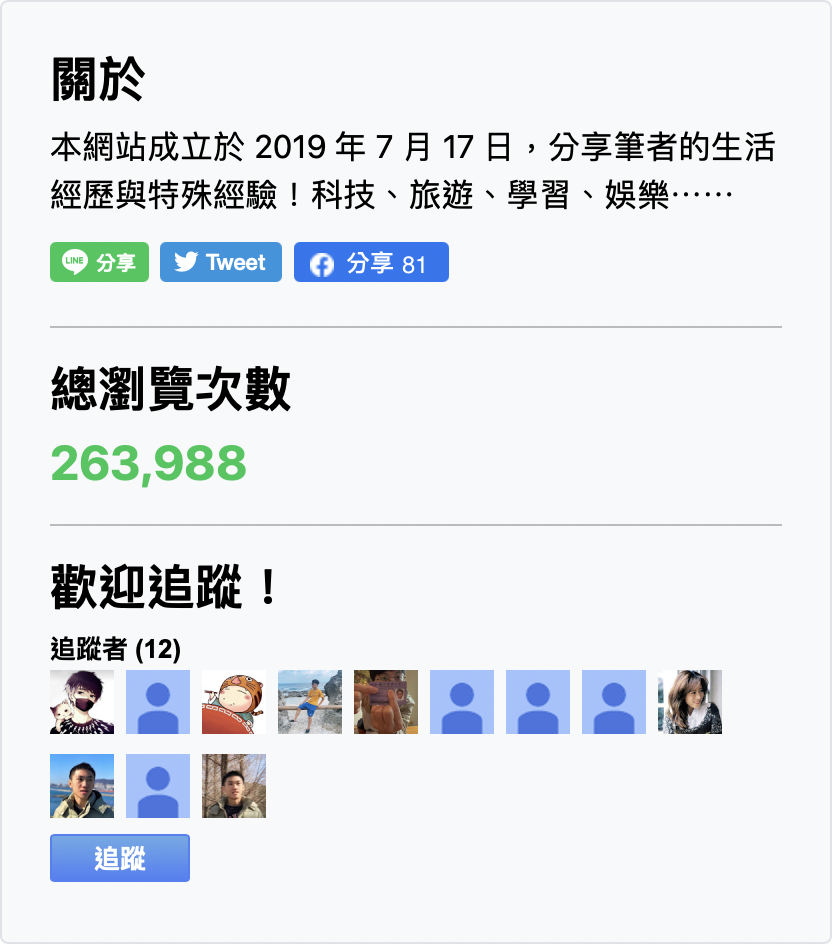 關於
本網站成立於 2019 年 7 月 17 日，分享筆者的生活
經歷與特殊經驗！科技、旅遊、學習、娛樂⋯⋯
LINE 分享 Tweet 分享 81
總瀏覽次數
263,988
歡迎追蹤！
追蹤者 (12)
追蹤